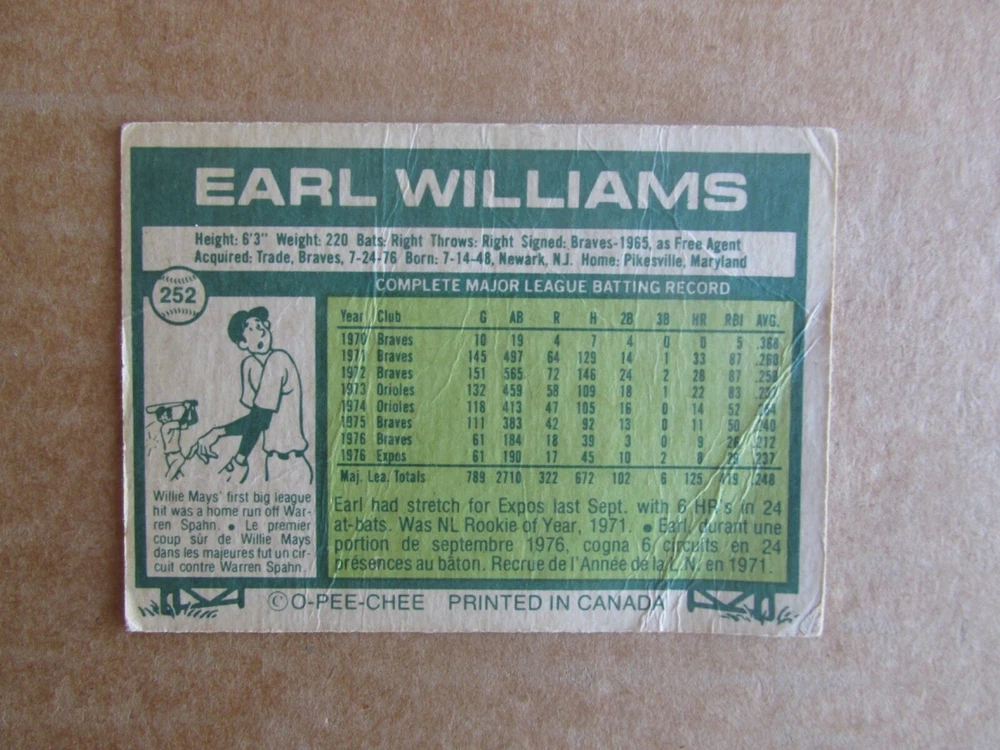 EARL WILLIAMS
Height: 6'3" Weight: 220 Bats: Right Throws: Right Signed: Braves-1965, as Free Agent
Acquired: Trade, Braves, 7-24-76 Born: 7-14-48, Newark, N.J. Home: Pikesville, Maryland
252
COMPLETE MAJOR LEAGUE BATTING RECORD
Year Club G AB R H 2B 3B HR RBI AVG.
1970 Braves 10 19 4 7 4 0 0 5 .368
1971 Braves 145 497 64 129 14 1 33 87 .260
1972 Braves 151 565 72 146 24 2 28 87 .258
1973 Orioles 132 459 58 109 18 1 22 83
1974 Orioles 118 413 47 105 16 0 14 52
1975 Braves 111 383 42 92 13 0 11 50 .240
1976 Braves 61 184 18 39 3 0 9 .212
1976 Expos 61 190 17 45 10 2 8 29 .237
Maj. Lea. Totals 789 2710 322 672 102 6 125 419 .248
Willie Mays' first big league
hit was a home run off War-
ren Spahn. • Le premier
coup sûr de Willie Mays
dans les majeures fut un cir-
cuit contre Warren Spahn.
Earl had stretch for Expos last Sept. with 6 HR's in 24
at-bats. Was NL Rookie of Year, 1971. • Earl, durant une
portion de septembre 1976, cogna 6 circuits en 24
présences au bâton. Recrue de l'Année de la L.N. en 1971.
© O-PEE-CHEE PRINTED IN CANADA